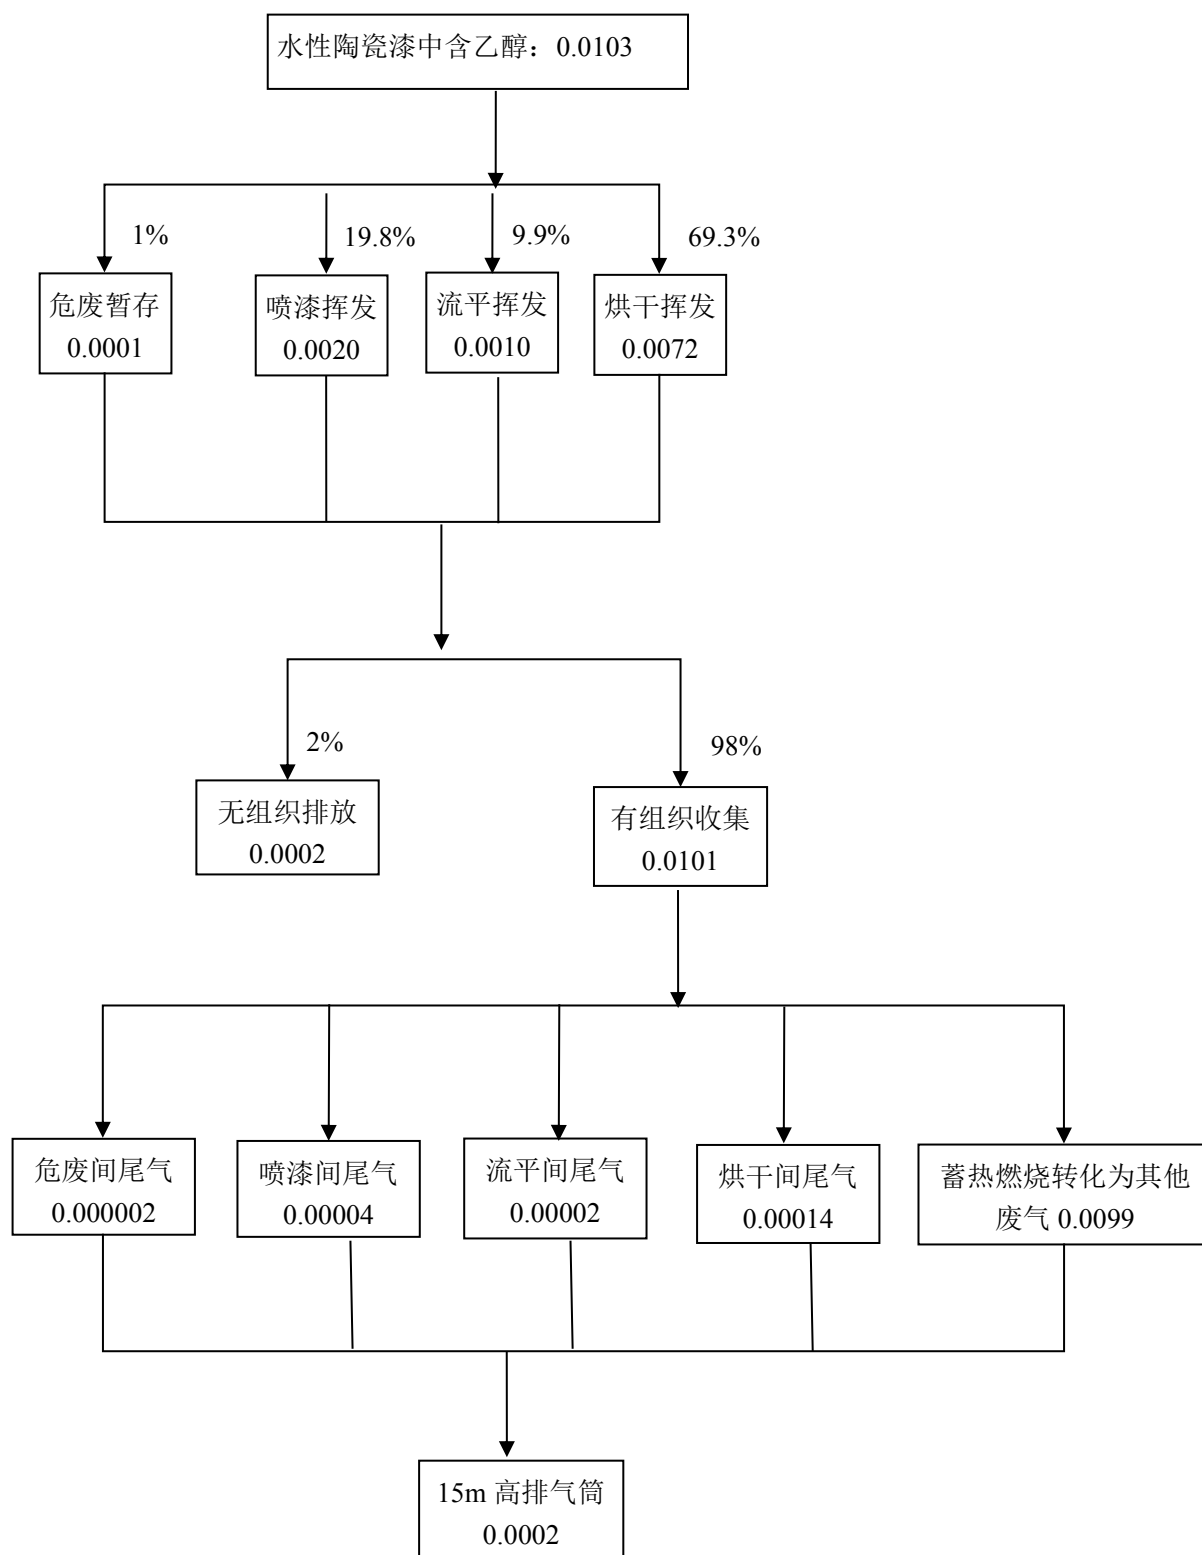 水性陶瓷漆中含乙醇：0.0103
1%
19.8%
9.9%
69.3%
危废暂存
0.0001
喷漆挥发
0.0020
流平挥发
0.0010
烘干挥发
0.0072
2%
98%
无组织排放
0.0002
有组织收集
0.0101
危废间尾气
0.000002
喷漆间尾气
0.00004
流平间尾气
0.00002
烘干间尾气
0.00014
蓄热燃烧转化为其他
废气 0.0099
15m 高排气筒
0.0002